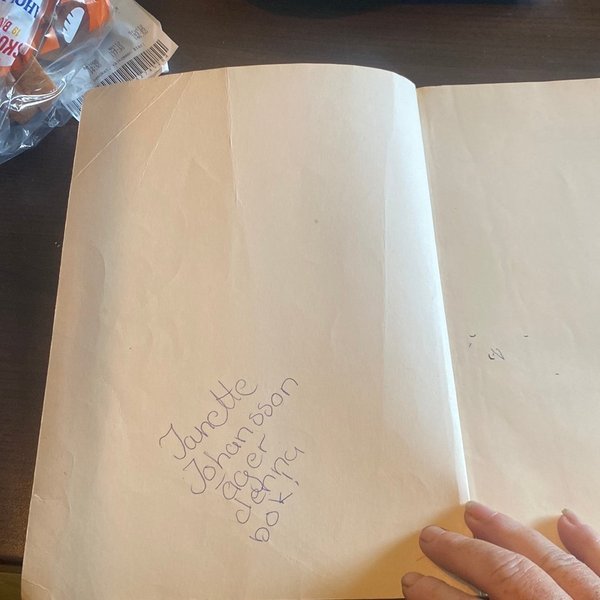 Janette
Johansson
äger
denna
bok!